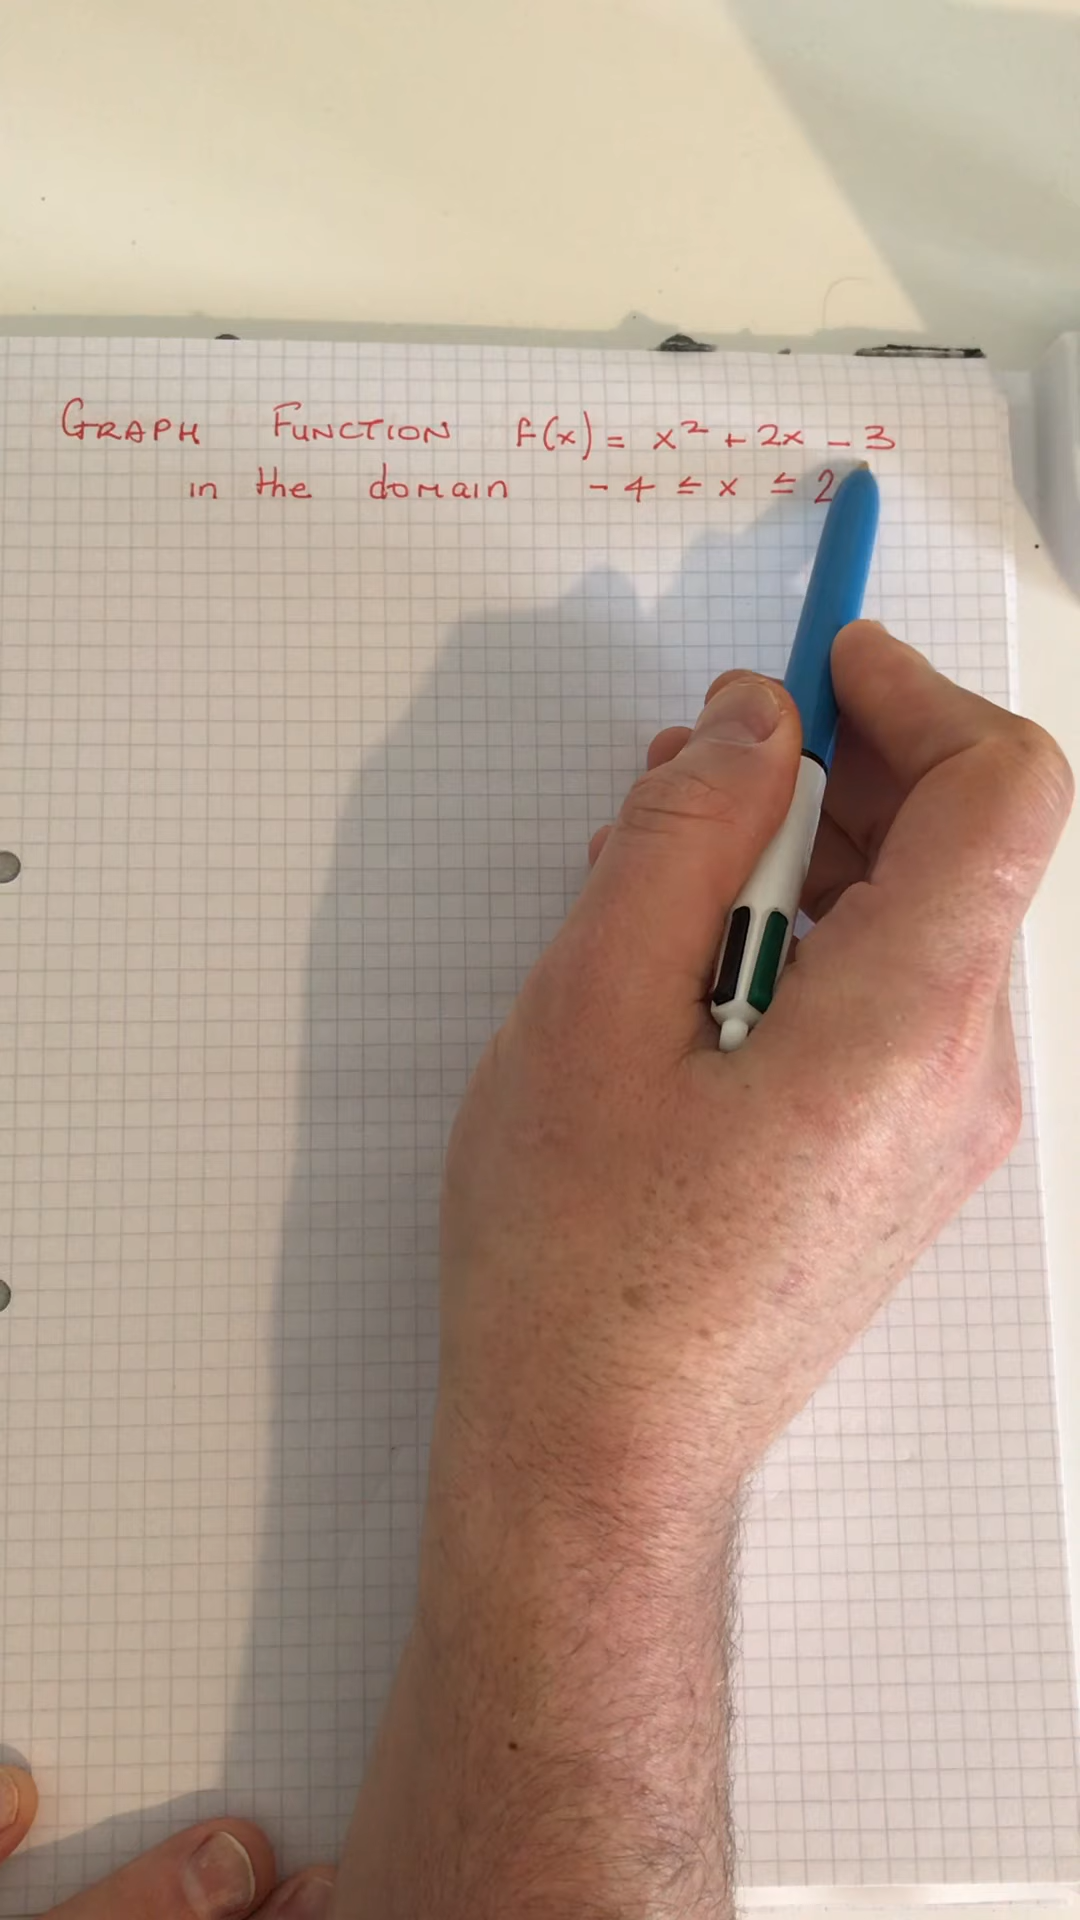 GRAPH FUNCTION f(x) = x² + 2x - 3
in the domain - 4 ≤ x ≤ 2